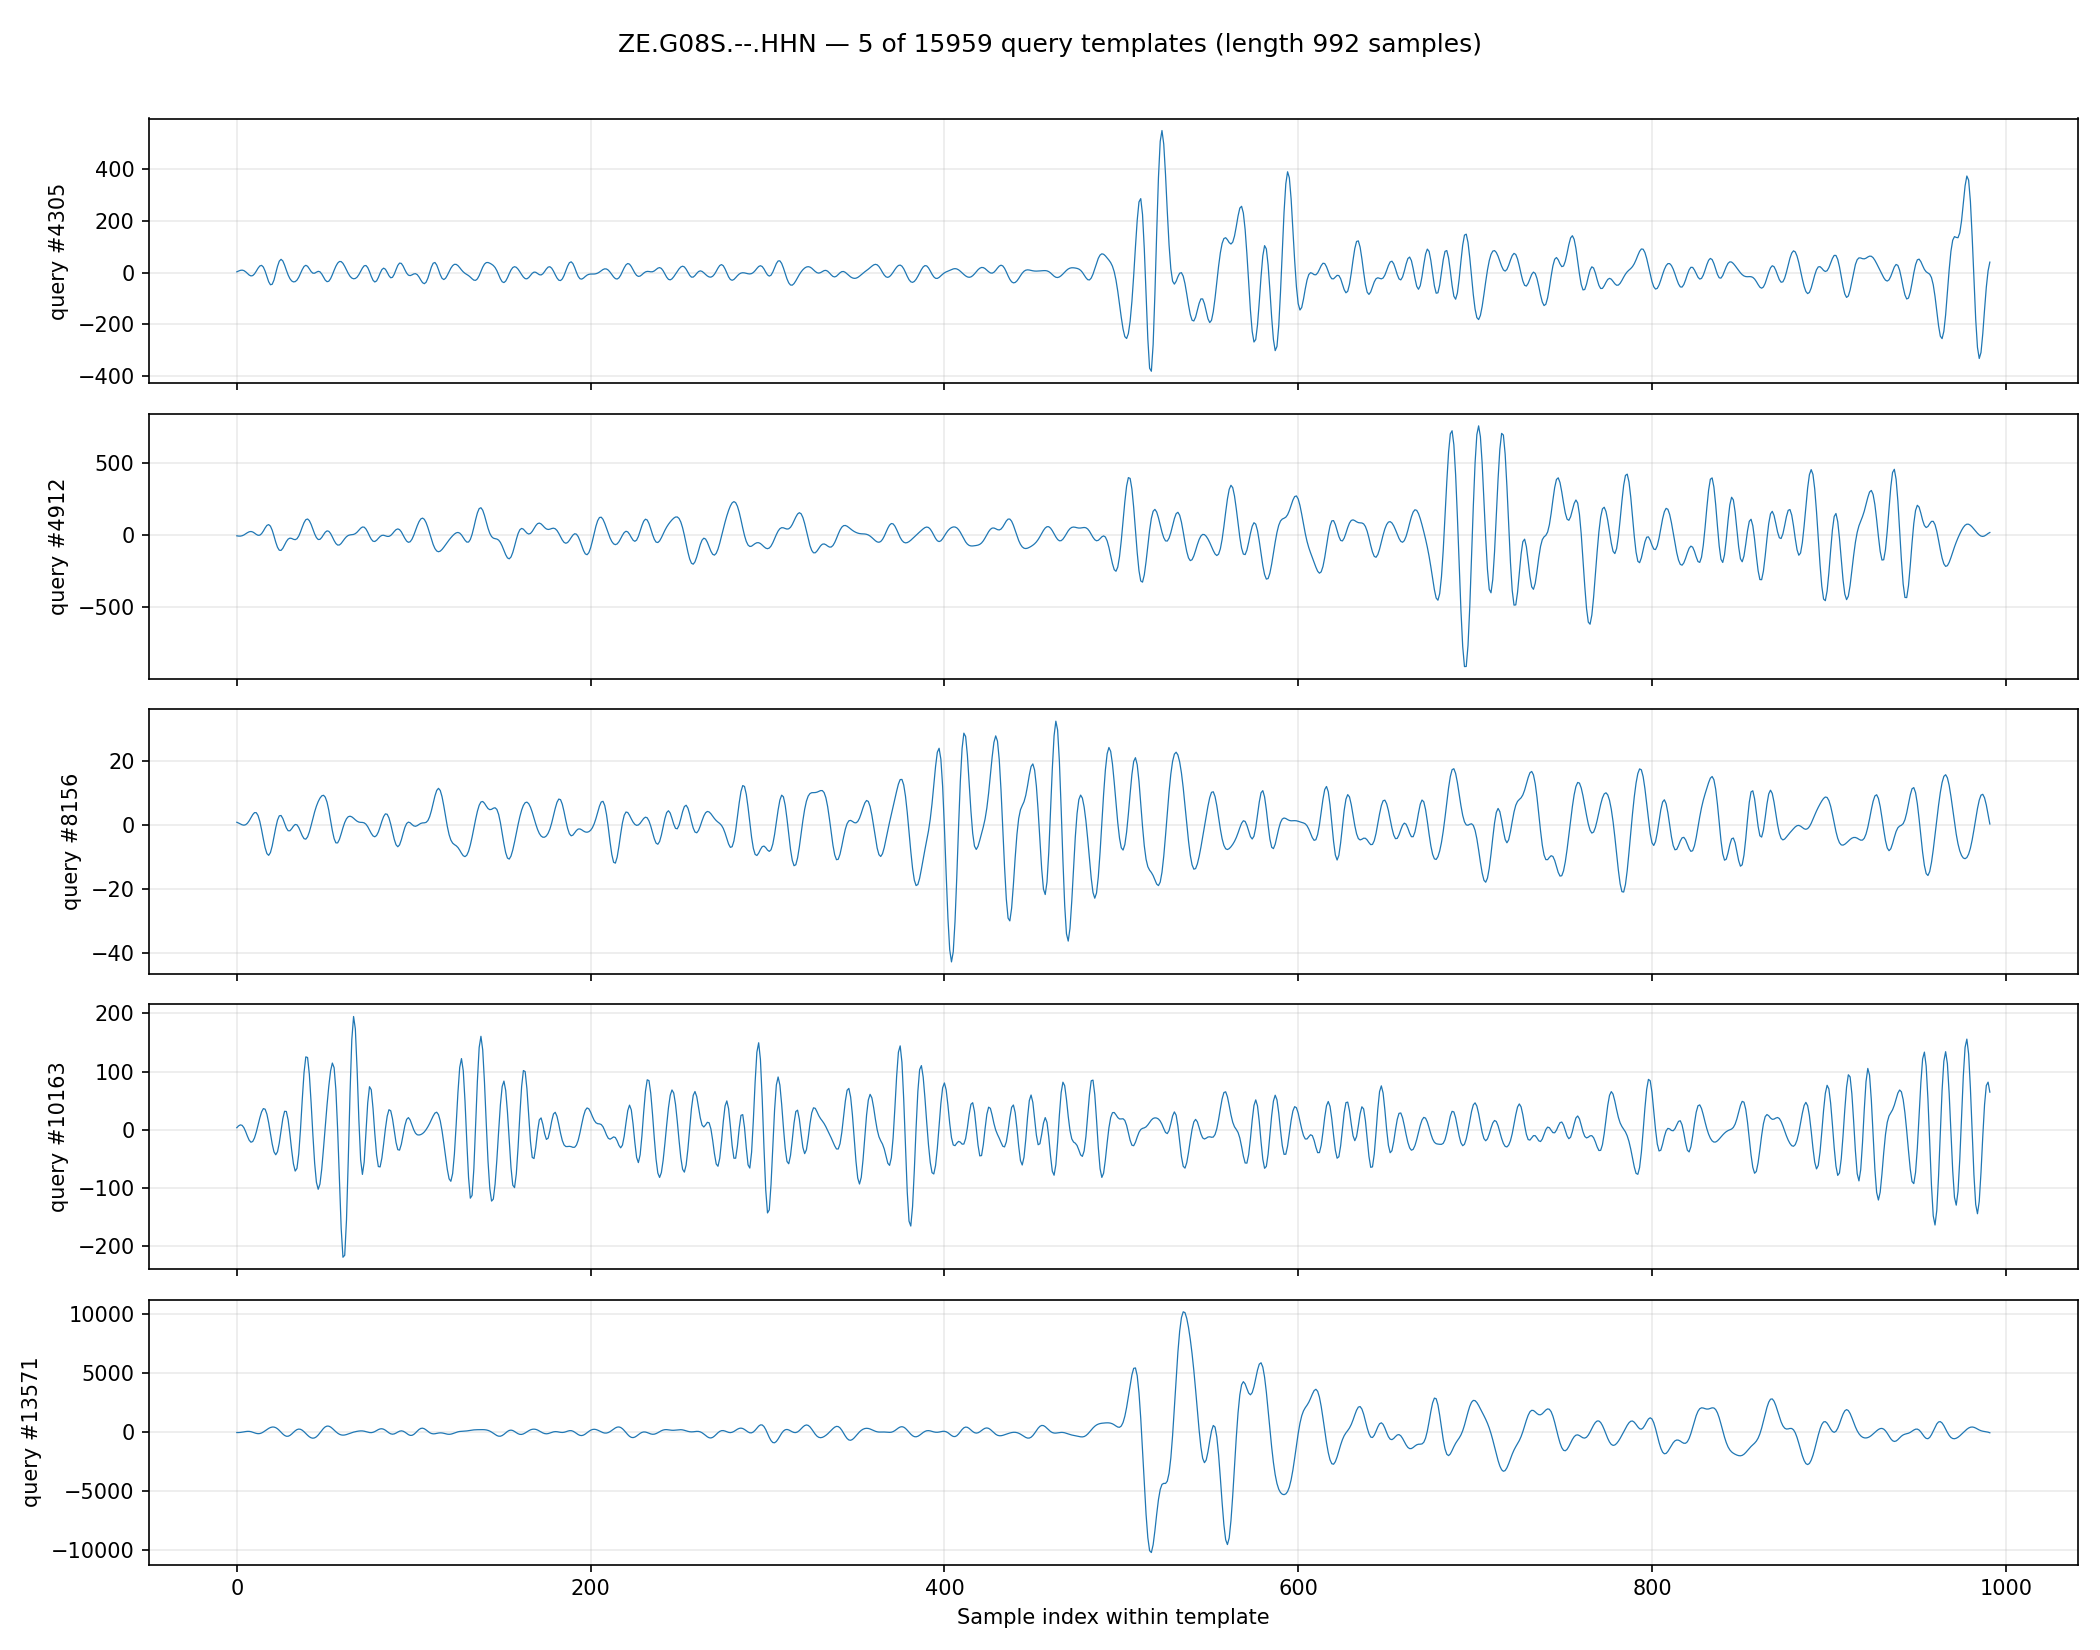 ZE.G08S.--.HHN — 5 of 15959 query templates (length 992 samples)
query #4305
400
200
0
−200
−400
query #4912
500
0
−500
query #8156
20
0
−20
−40
query #10163
200
100
0
−100
−200
query #13571
10000
5000
0
−5000
−10000
0 200 400 600 800 1000
Sample index within template